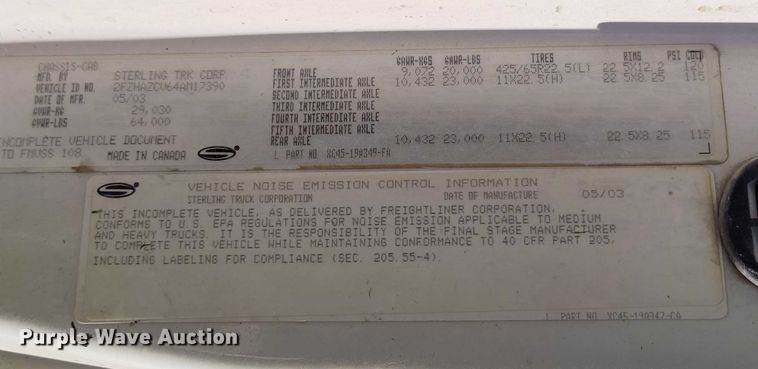 CHASSIS-CAB
MFD. BY STERLING TRK CORP.
VEHICLE ID NO. 2FZHAZCV64AM17390
DATE OF MFR. 05/03
GVWR-KG 29,030
GVWR-LBS 64,000
INCOMPLETE VEHICLE DOCUMENT
TO FMVSS 108. MADE IN CANADA
GAWR-KGS GAWR-LBS TIRES RIMS PSI COLD
FRONT AXLE 9,072 20,000 425/65R22.5(L) 22.5X12.2 120
FIRST INTERMEDIATE AXLE 10,432 23,000 11X22.5(H) 22.5X8.25 115
SECOND INTERMEDIATE AXLE
THIRD INTERMEDIATE AXLE
FOURTH INTERMEDIATE AXLE
FIFTH INTERMEDIATE AXLE
REAR AXLE 10,432 23,000 11X22.5(H) 22.5X8.25 115
PART NO. XC45-19A349-FA
VEHICLE NOISE EMISSION CONTROL INFORMATION
STERLING TRUCK CORPORATION DATE OF MANUFACTURE 05/03
THIS INCOMPLETE VEHICLE, AS DELIVERED BY FREIGHTLINER CORPORATION,
CONFORMS TO U.S. EPA REGULATIONS FOR NOISE EMISSION APPLICABLE TO MEDIUM
AND HEAVY TRUCKS. IT IS THE RESPONSIBILITY OF THE FINAL STAGE MANUFACTURER
TO COMPLETE THIS VEHICLE WHILE MAINTAINING CONFORMANCE TO 40 CFR PART 205,
INCLUDING LABELING FOR COMPLIANCE (SEC. 205.55-4).
PART NO. XC45-19A347-CA
Purple Wave Auction